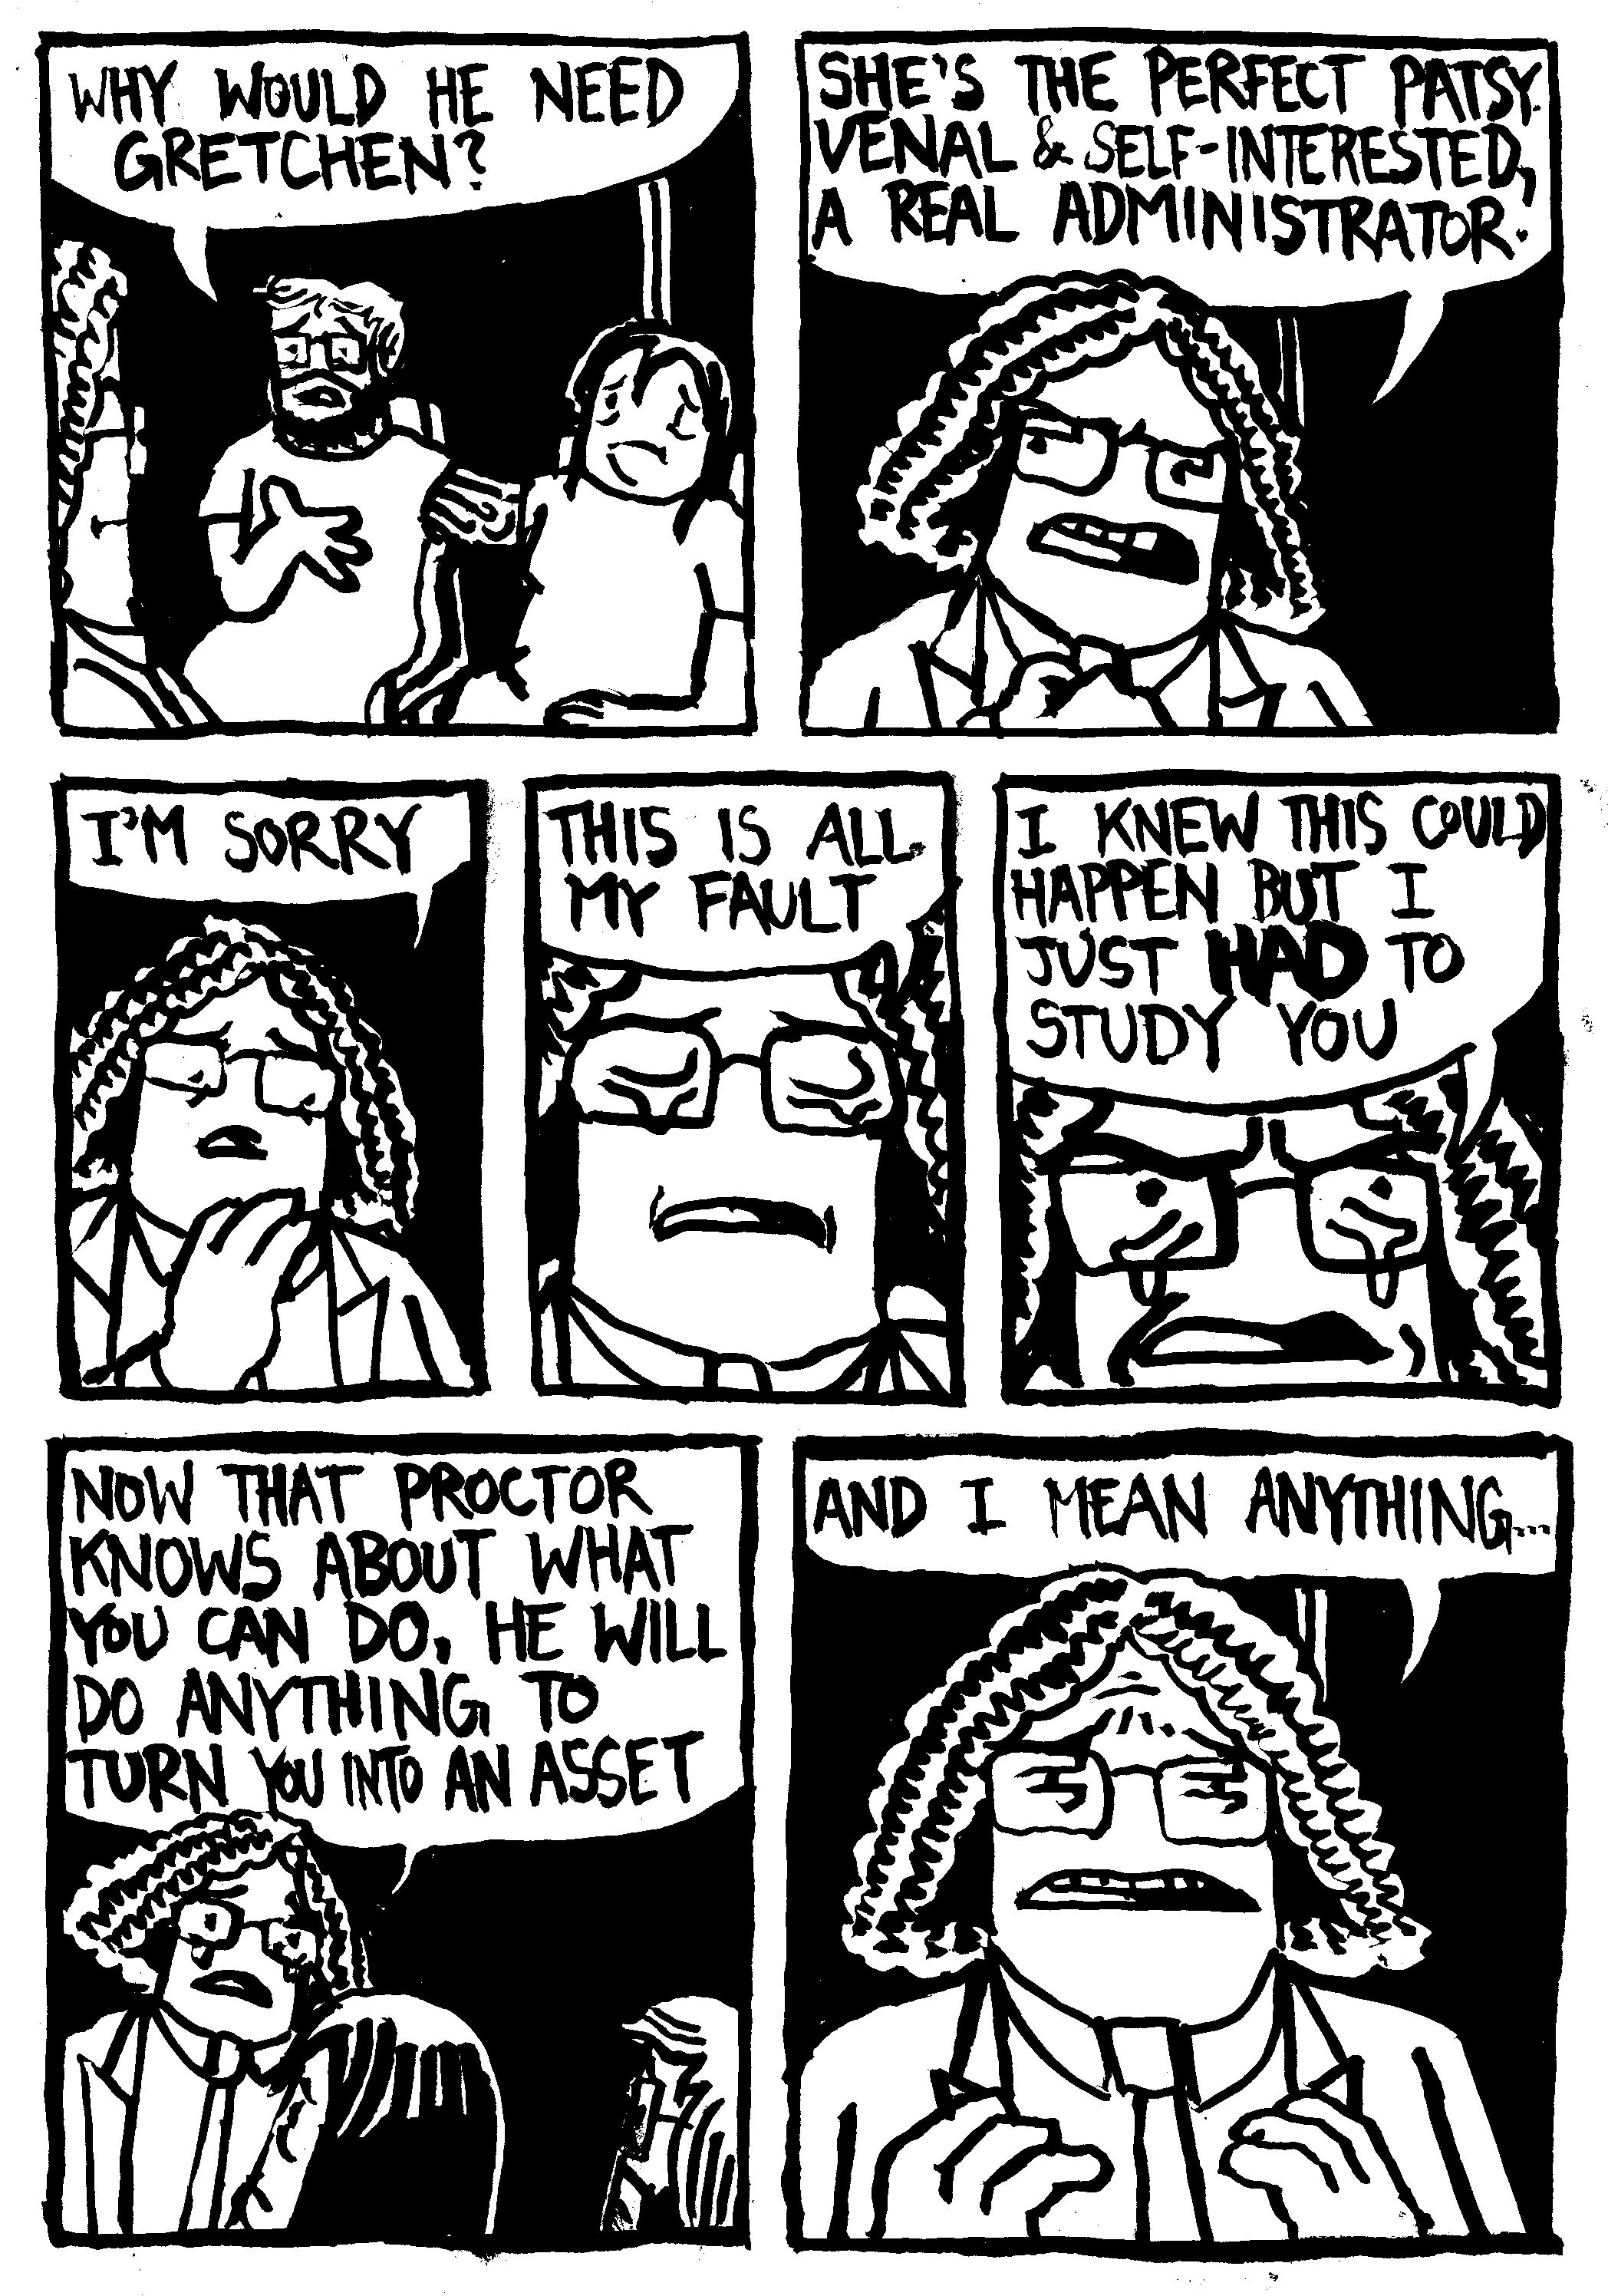 WHY WOULD HE NEED
GRETCHEN?
SHE'S THE PERFECT PATSY.
VENAL & SELF-INTERESTED,
A REAL ADMINISTRATOR.
I'M SORRY
THIS IS ALL
MY FAULT
I KNEW THIS COULD
HAPPEN BUT I
JUST HAD TO
STUDY YOU
NOW THAT PROCTOR
KNOWS ABOUT WHAT
YOU CAN DO, HE WILL
DO ANYTHING TO
TURN YOU INTO AN ASSET
AND I MEAN ANYTHING...